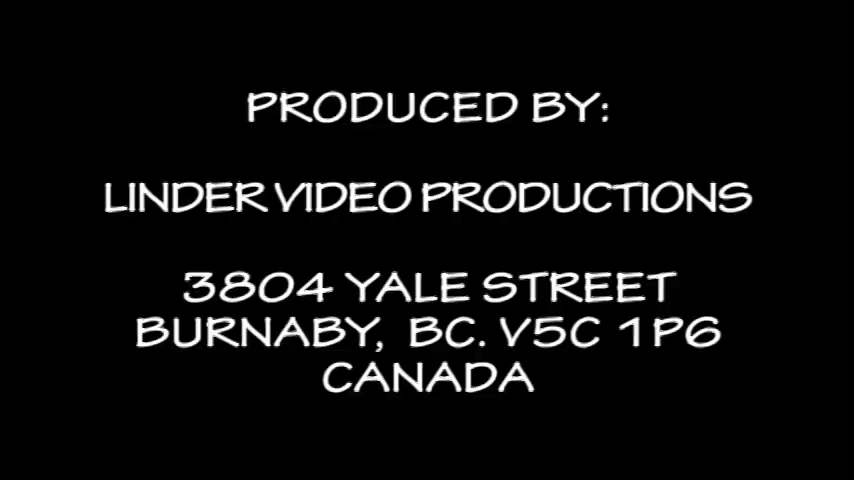 PRODUCED BY:
LINDER VIDEO PRODUCTIONS
3804 YALE STREET
BURNABY, BC. V5C 1P6
CANADA